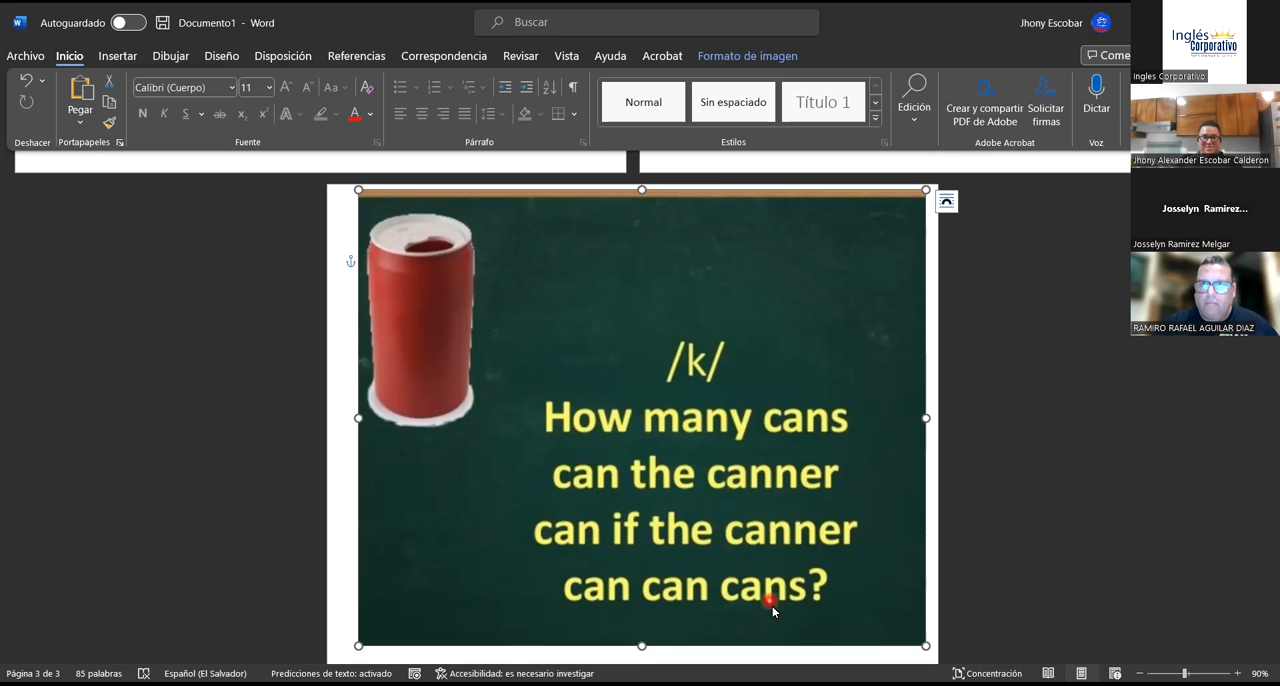 Autoguardado
Documento1 - Word
Buscar
Jhony Escobar
Archivo Inicio Insertar Dibujar Diseño Disposición Referencias Correspondencia Revisar Vista Ayuda Acrobat Formato de imagen
Come
Pegar
Calibri (Cuerpo) 11
N K S ab x₂ x² A A
Normal
Sin espaciado
Título 1
Edición
Crear y compartir PDF de Adobe
Solicitar firmas
Dictar
Deshacer Portapapeles Fuente Párrafo Estilos Adobe Acrobat Voz
Inglés
Corporativo
Ingles Corporativo
Jhony Alexander Escobar Calderon
Josselyn Ramirez...
Josselyn Ramirez Melgar
RAMIRO RAFAEL AGUILAR DIAZ
/k/
How many cans
can the canner
can if the canner
can can cans?
Página 3 de 3 85 palabras Español (El Salvador) Predicciones de texto: activado Accesibilidad: es necesario investigar Concentración 90%